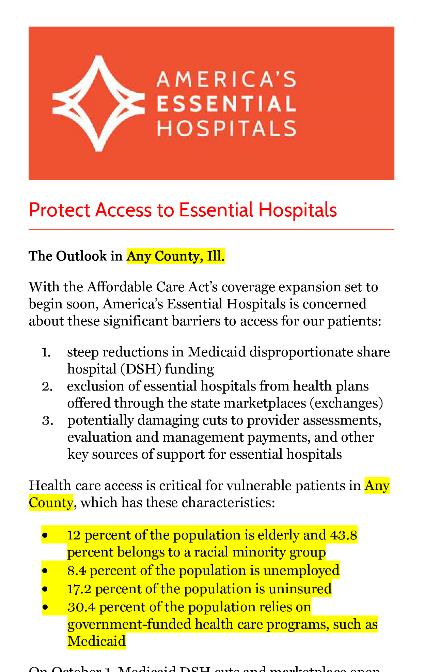 AMERICA'S
ESSENTIAL
HOSPITALS
Protect Access to Essential Hospitals
The Outlook in Any County, Ill.
With the Affordable Care Act's coverage expansion set to
begin soon, America's Essential Hospitals is concerned
about these significant barriers to access for our patients:
1. steep reductions in Medicaid disproportionate share
hospital (DSH) funding
2. exclusion of essential hospitals from health plans
offered through the state marketplaces (exchanges)
3. potentially damaging cuts to provider assessments,
evaluation and management payments, and other
key sources of support for essential hospitals
Health care access is critical for vulnerable patients in Any
County, which has these characteristics:
• 12 percent of the population is elderly and 43.8
percent belongs to a racial minority group
• 8.4 percent of the population is unemployed
• 17.2 percent of the population is uninsured
• 30.4 percent of the population relies on
government-funded health care programs, such as
Medicaid
On October 1, Medicaid DSH cuts and marketplace open